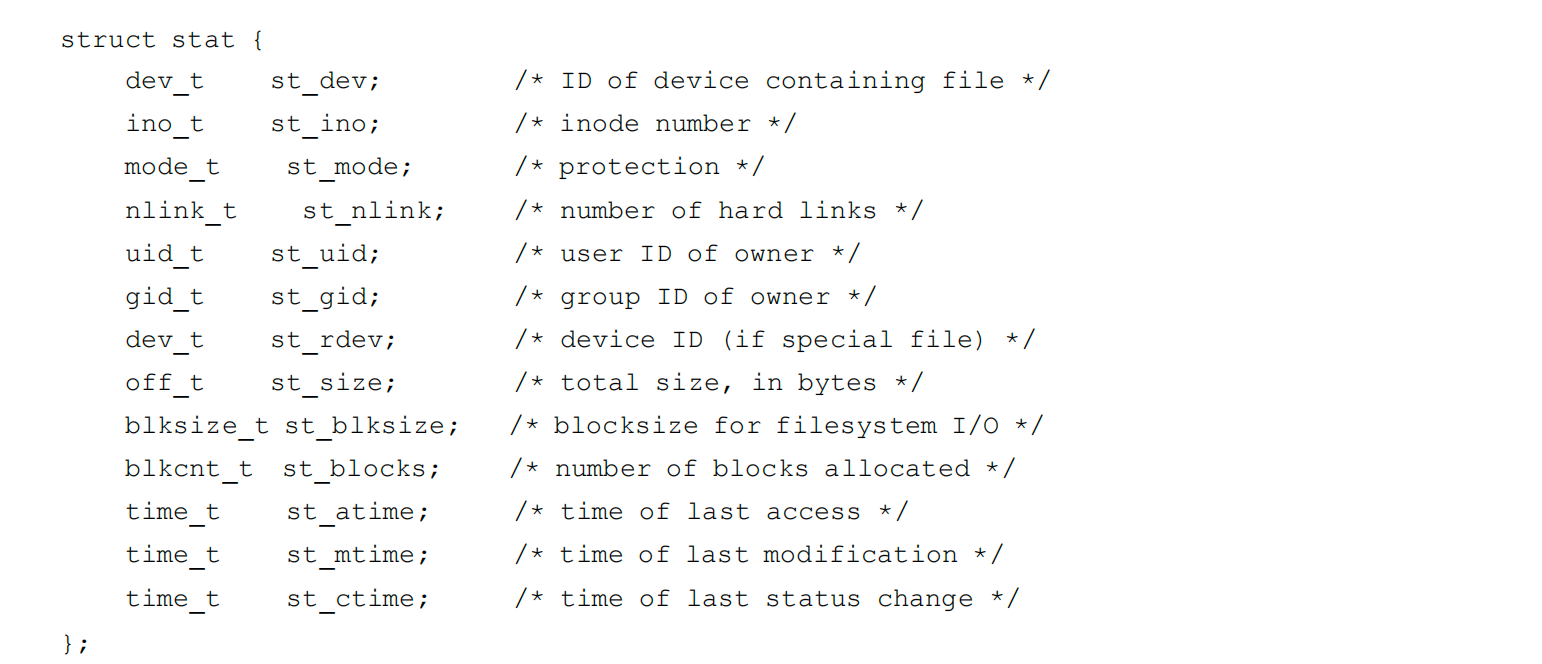 struct stat {
    dev_t    st_dev;        /* ID of device containing file */
    ino_t    st_ino;        /* inode number */
    mode_t    st_mode;      /* protection */
    nlink_t    st_nlink;    /* number of hard links */
    uid_t    st_uid;        /* user ID of owner */
    gid_t    st_gid;        /* group ID of owner */
    dev_t    st_rdev;       /* device ID (if special file) */
    off_t    st_size;       /* total size, in bytes */
    blksize_t st_blksize;   /* blocksize for filesystem I/O */
    blkcnt_t  st_blocks;    /* number of blocks allocated */
    time_t    st_atime;     /* time of last access */
    time_t    st_mtime;     /* time of last modification */
    time_t    st_ctime;     /* time of last status change */
};